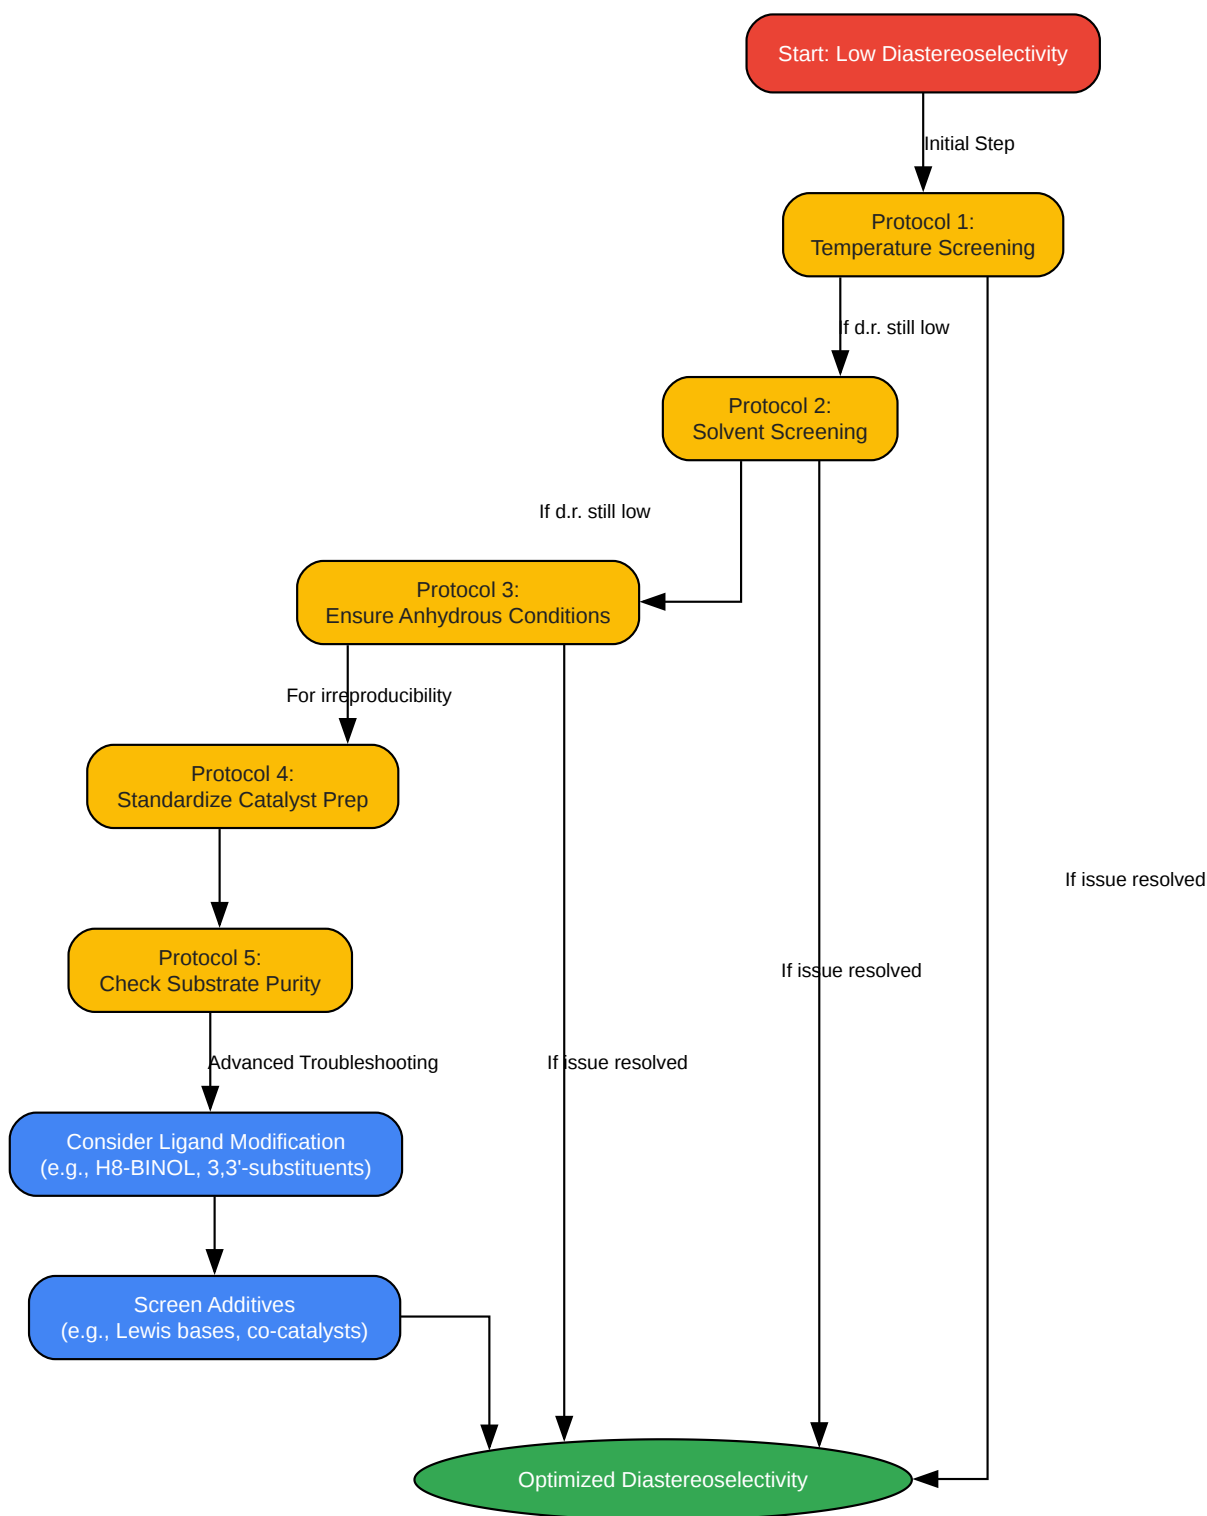 Start: Low Diastereoselectivity
Initial Step
Protocol 1:
Temperature Screening
If d.r. still low
Protocol 2:
Solvent Screening
If d.r. still low
Protocol 3:
Ensure Anhydrous Conditions
For irreproducibility
Protocol 4:
Standardize Catalyst Prep
If issue resolved
Protocol 5:
Check Substrate Purity
If issue resolved
Advanced Troubleshooting
If issue resolved
Consider Ligand Modification
(e.g., H8-BINOL, 3,3'-substituents)
Screen Additives
(e.g., Lewis bases, co-catalysts)
Optimized Diastereoselectivity